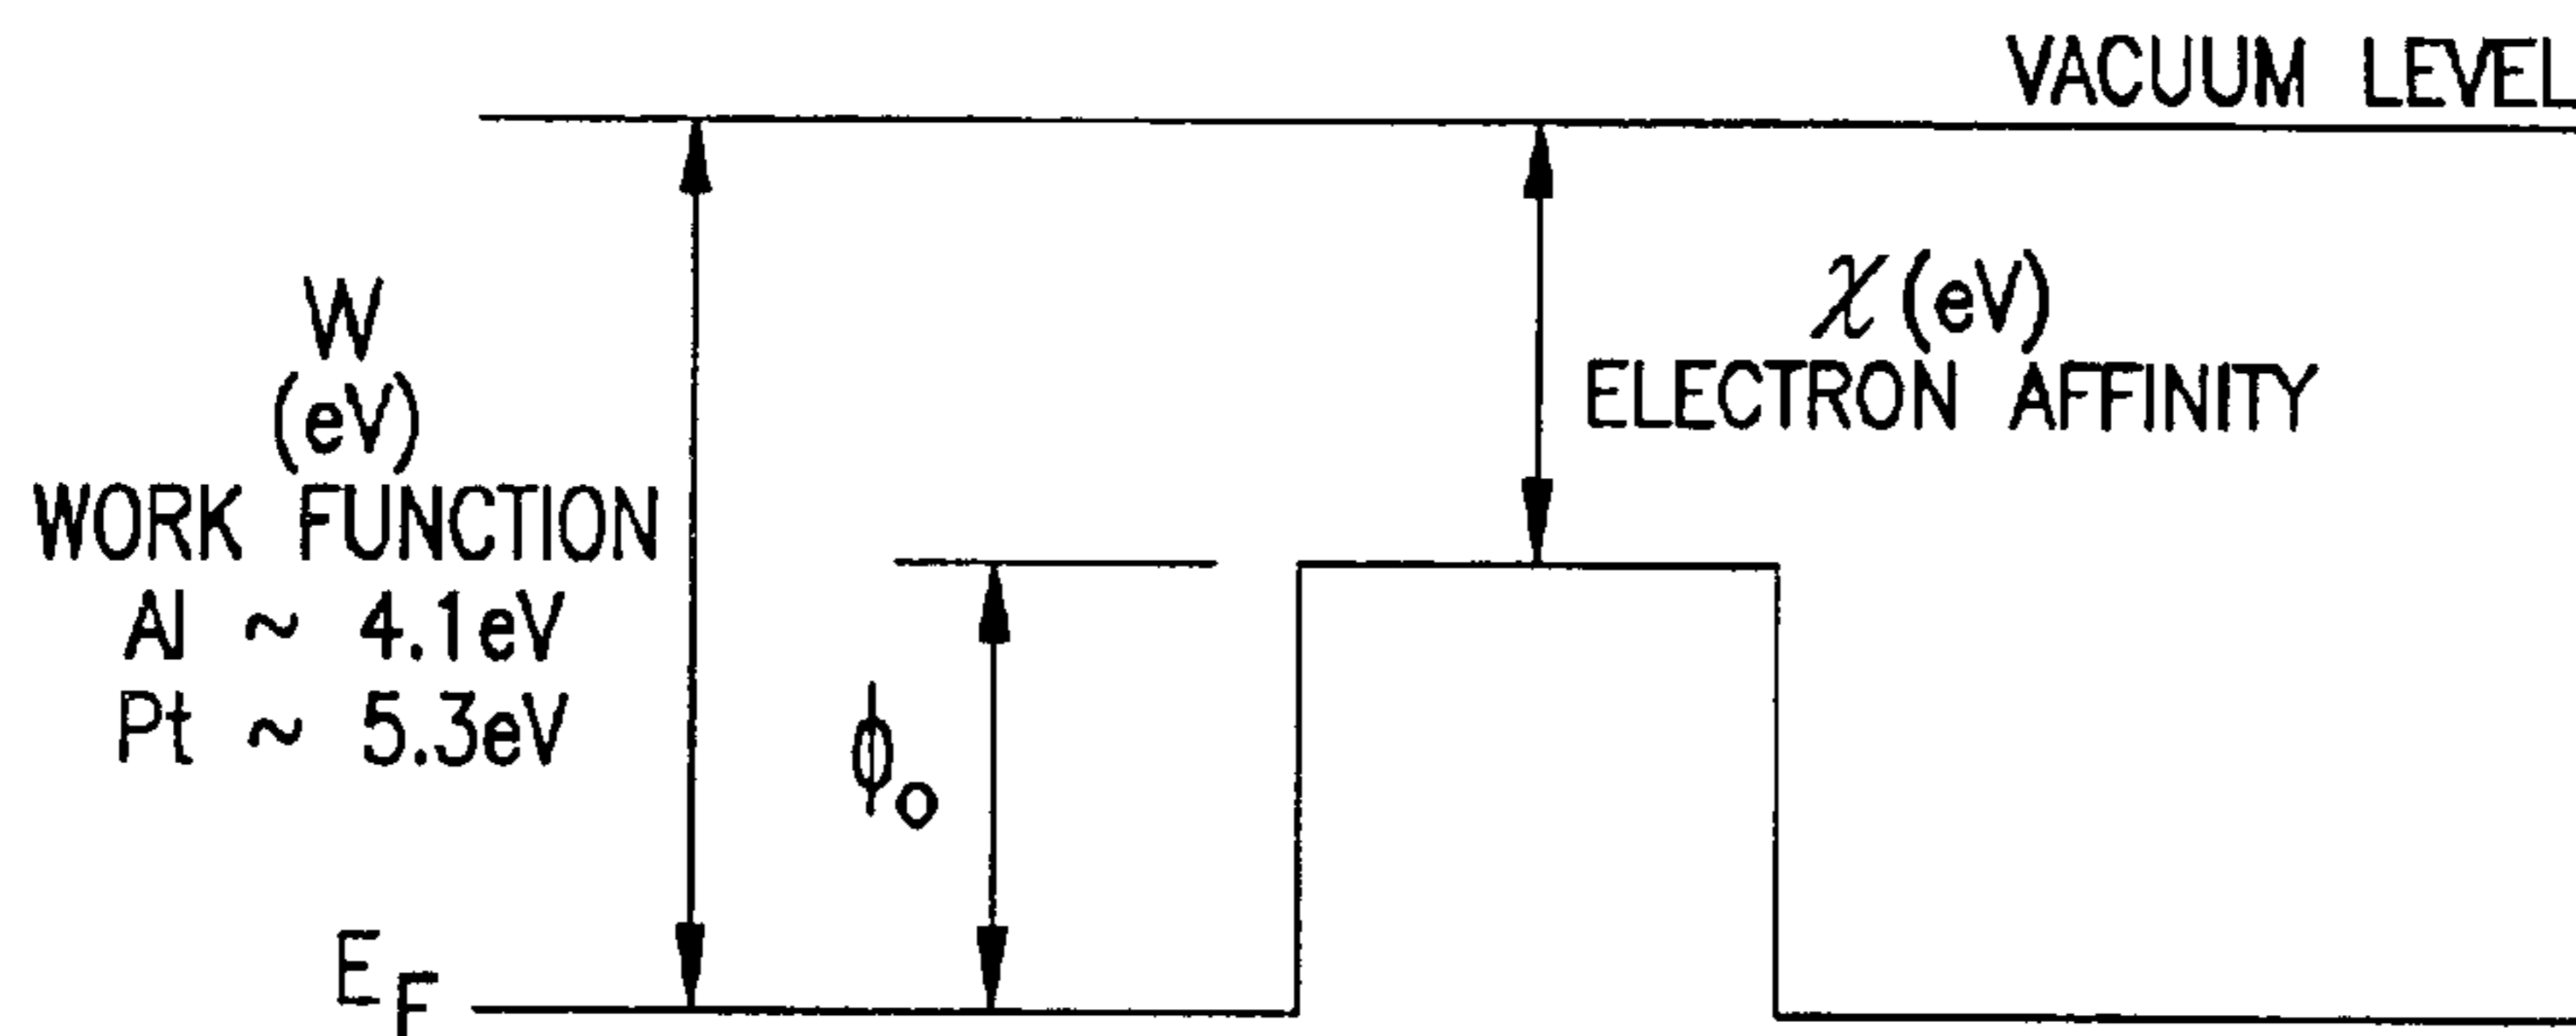 VACUUM LEVEL
W
(eV)
WORK FUNCTION
Al ~ 4.1eV
Pt ~ 5.3eV
χ(eV)
ELECTRON AFFINITY
ϕo
EF